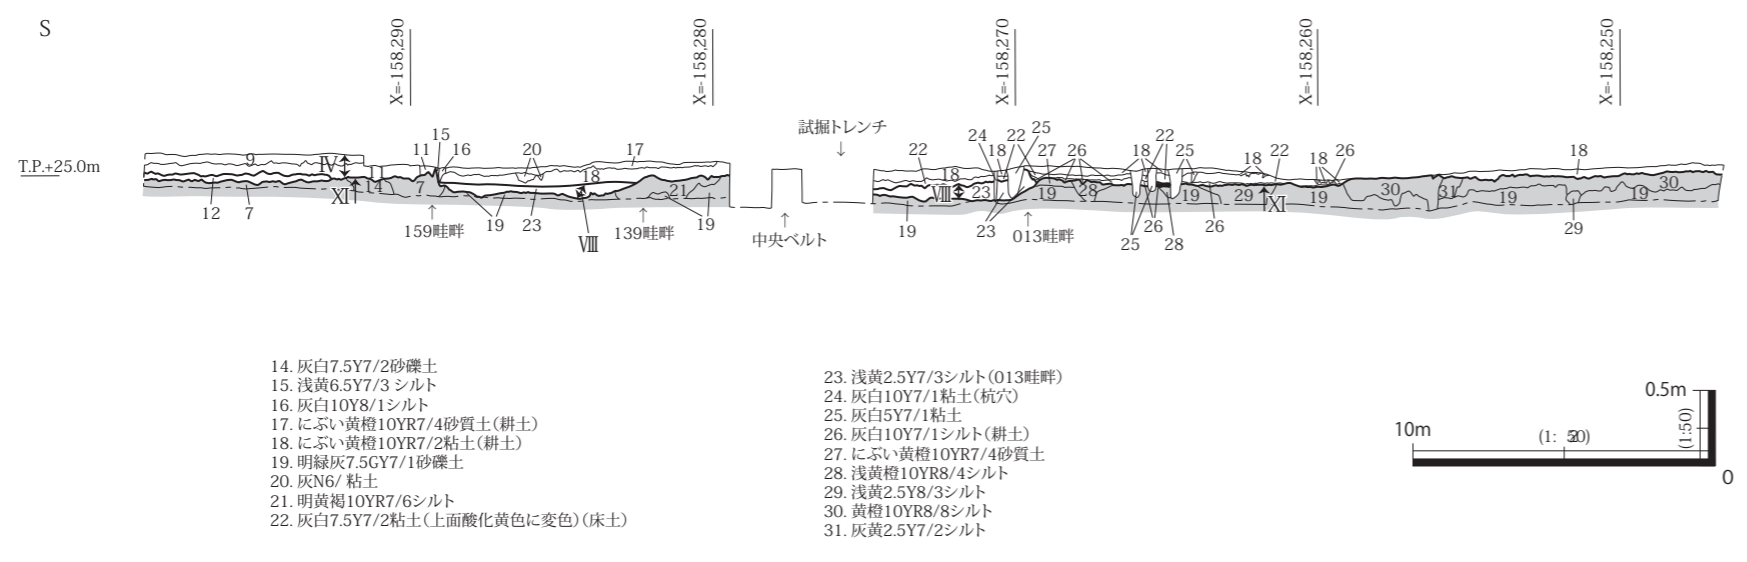 S
X=-158,290
X=-158,280
X=-158,270
X=-158,260
X=-158,250
試掘トレンチ
T.P.+25.0m
9
Ⅳ
11
11
15
16
20
17
18
14
7
Ⅺ
21
12
7
159畦畔
19
23
Ⅷ
139畦畔
19
中央ベルト
22
18
24
18
22
25
27
26
18
22
25
18
22
18
26
18
Ⅷ
23
19
28
19
29
Ⅺ
19
30
31
19
19
30
19
23
013畦畔
25
26
28
26
29
14. 灰白7.5Y7/2砂礫土
15. 浅黄6.5Y7/3 シルト
16. 灰白10Y8/1シルト
17. にぶい黄橙10YR7/4砂質土(耕土)
18. にぶい黄橙10YR7/2粘土(耕土)
19. 明緑灰7.5GY7/1砂礫土
20. 灰N6/ 粘土
21. 明黄褐10YR7/6シルト
22. 灰白7.5Y7/2粘土(上面酸化黄色に変色)(床土)
23. 浅黄2.5Y7/3シルト(013畦畔)
24. 灰白10Y7/1粘土(杭穴)
25. 灰白5Y7/1粘土
26. 灰白10Y7/1シルト(耕土)
27. にぶい黄橙10YR7/4砂質土
28. 浅黄橙10YR8/4シルト
29. 浅黄2.5Y8/3シルト
30. 黄橙10YR8/8シルト
31. 灰黄2.5Y7/2シルト
0.5m
(1:50)
10m
0